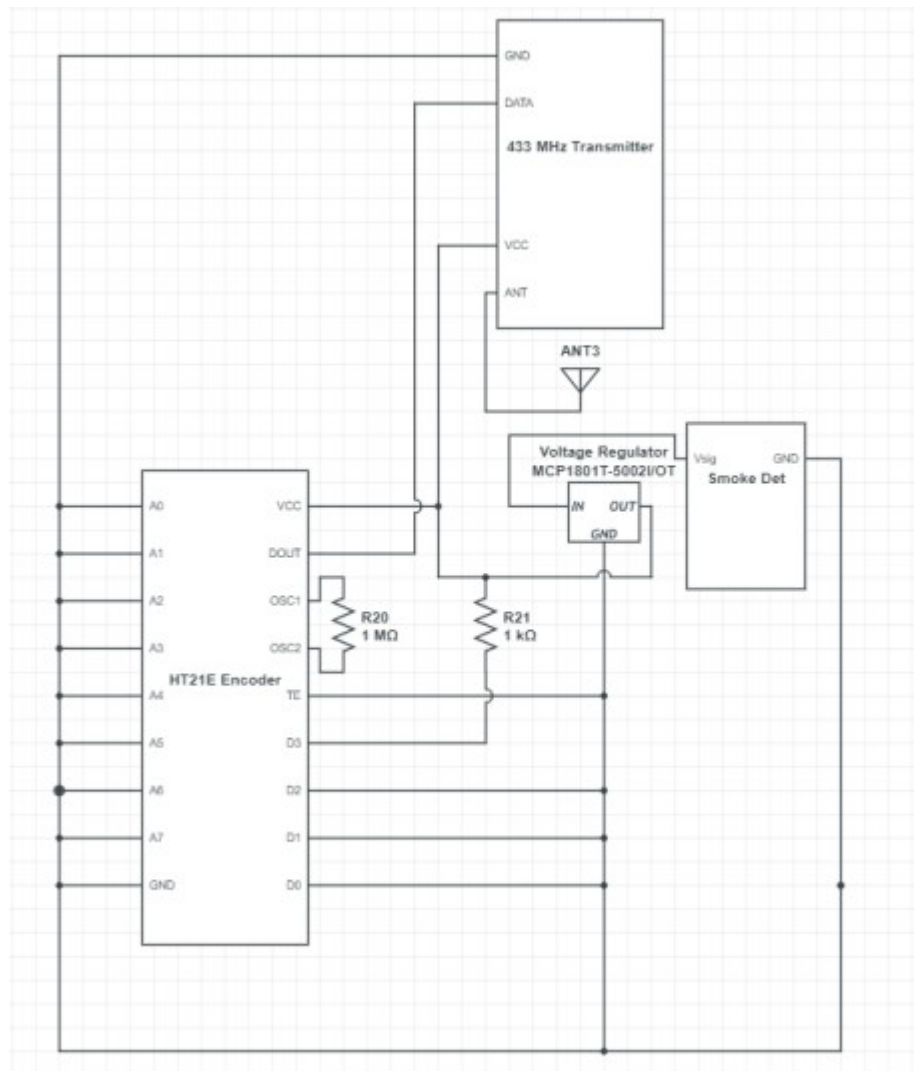 GND
DATA
433 MHz Transmitter
VCC
ANT
ANT3
Voltage Regulator
MCP1801T-5002I/OT
IN OUT
GND
Vsig GND
Smoke Det
A0 VCC
A1 DOUT
A2 OSC1
R20
1 MΩ
R21
1 kΩ
A3 OSC2
HT21E Encoder
A4 TE
A5 D3
A6 D2
A7 D1
GND D0